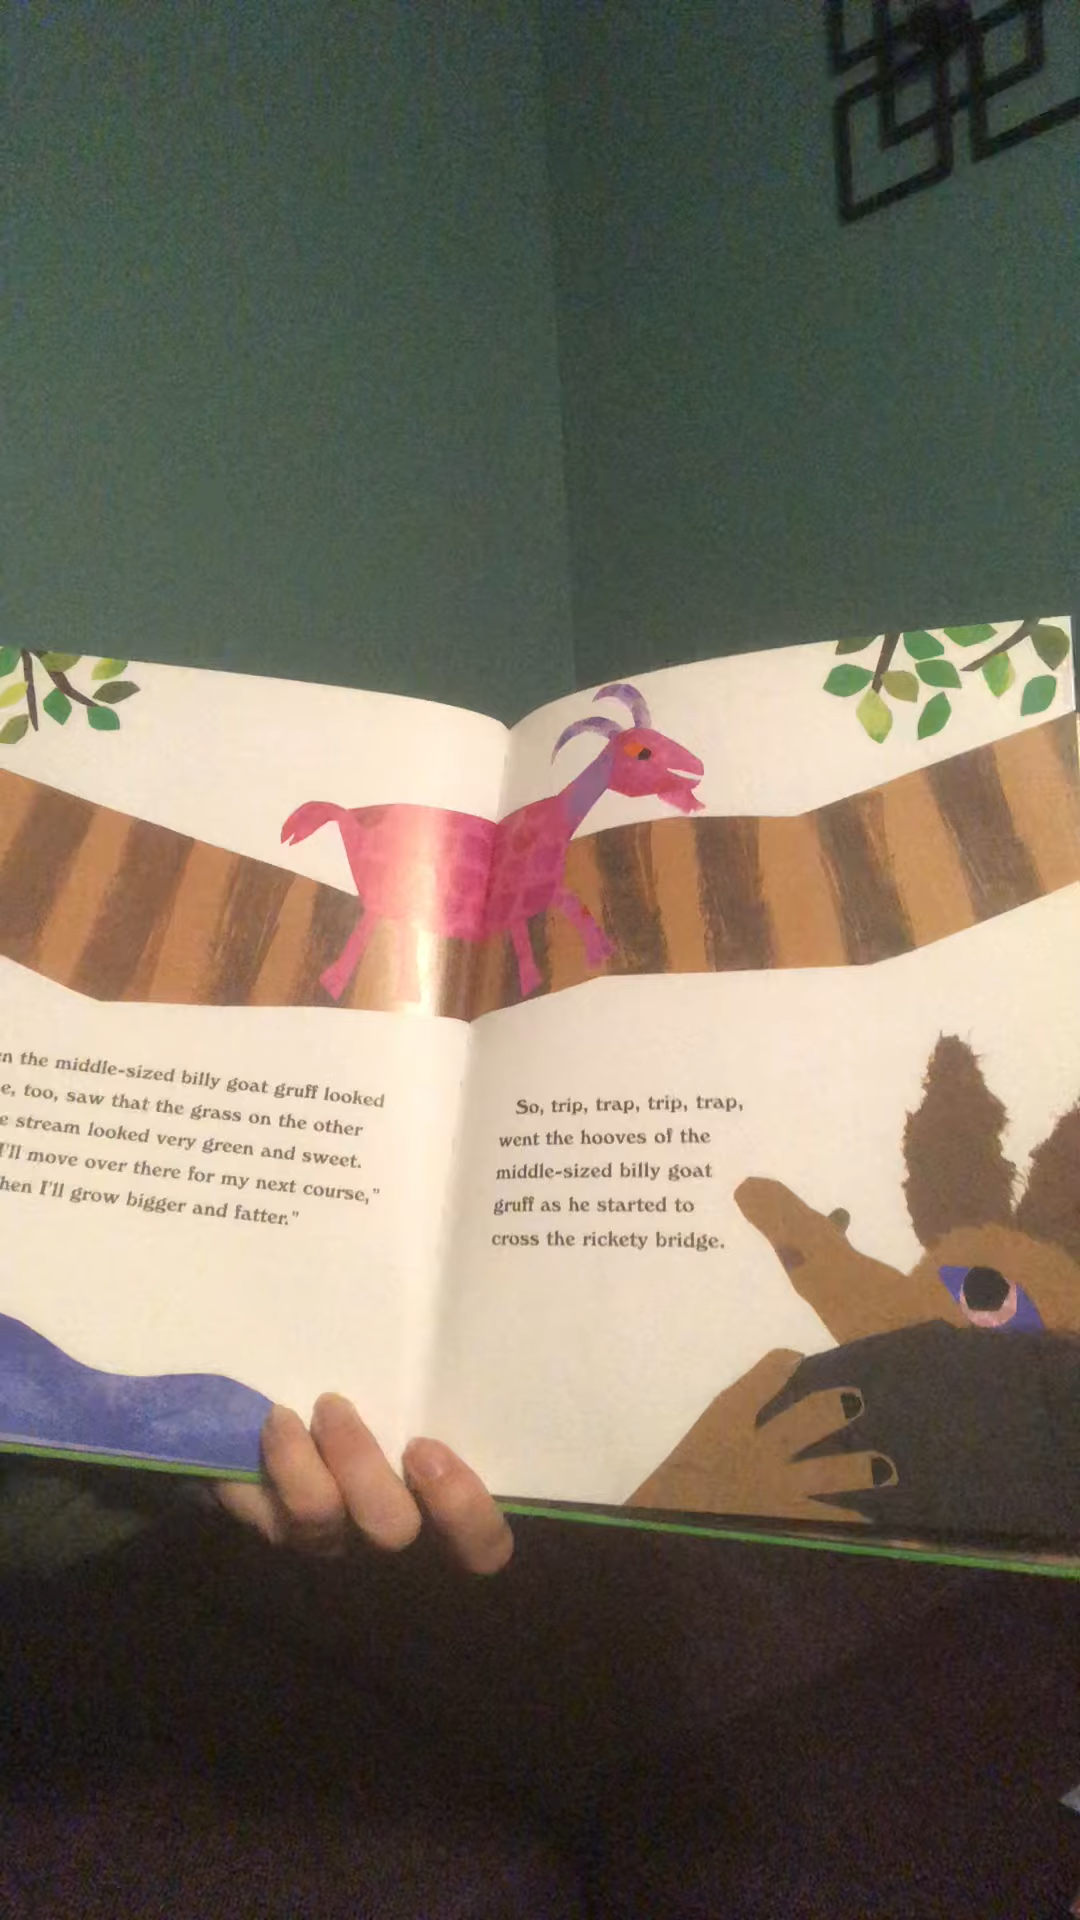 the middle-sized billy goat gruff looked
too, saw that the grass on the other
stream looked very green and sweet.
I'll move over there for my next course,"
I'll grow bigger and fatter."
So, trip, trap, trip, trap,
went the hooves of the
middle-sized billy goat
gruff as he started to
cross the rickety bridge.